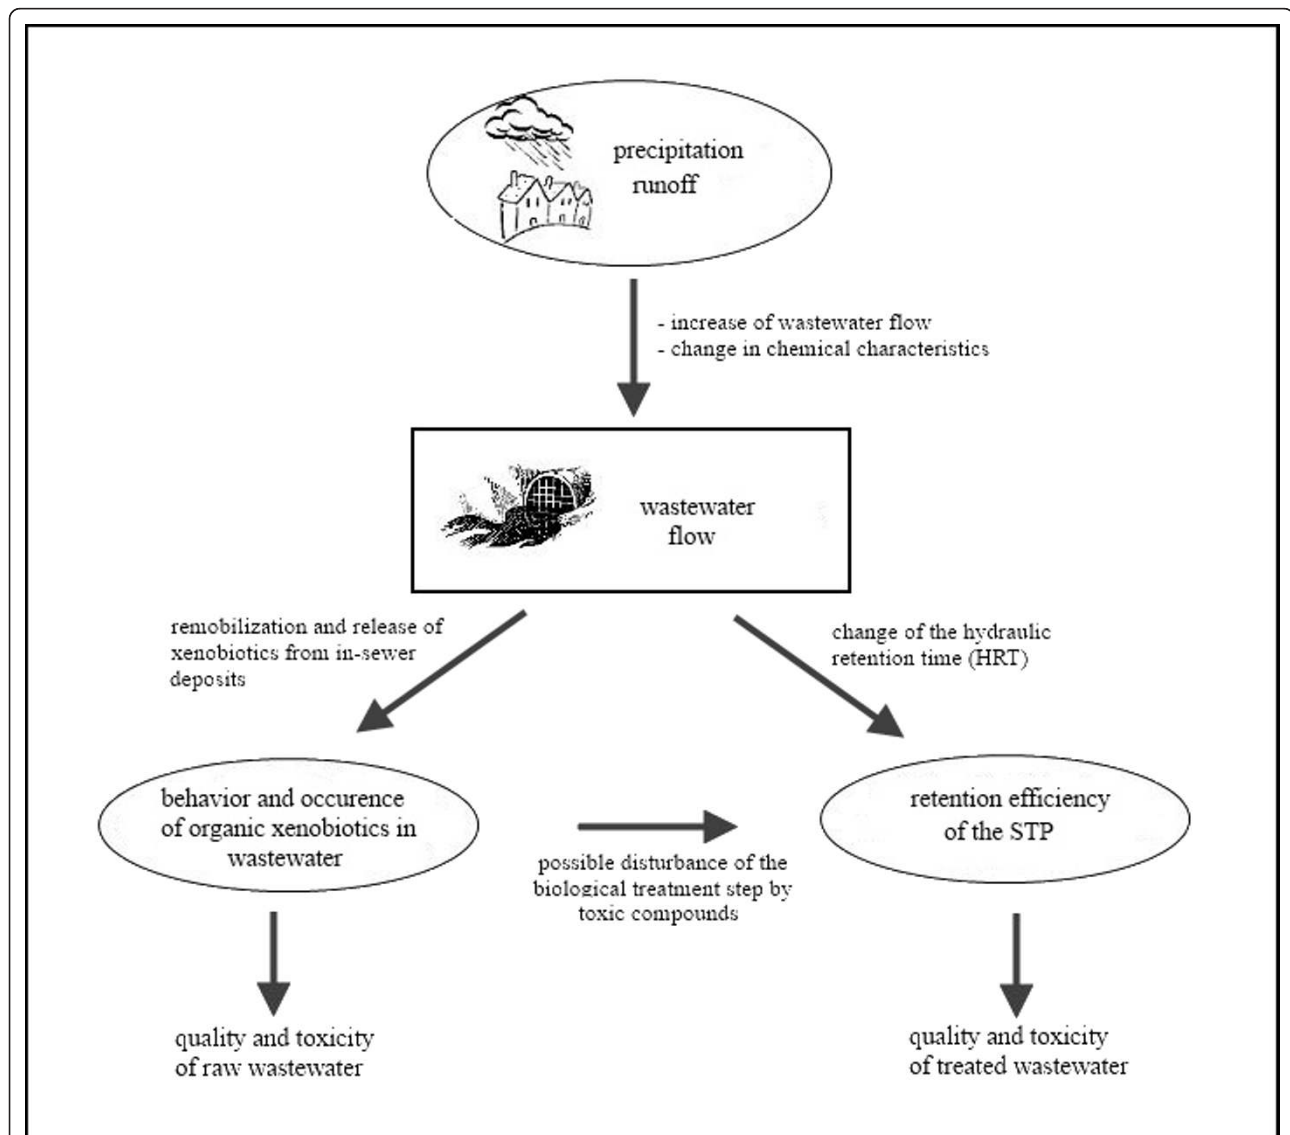 precipitation
runoff
- increase of wastewater flow
- change in chemical characteristics
wastewater
flow
remobilization and release of
xenobiotics from in-sewer
deposits
change of the hydraulic
retention time (HRT)
behavior and occurence
of organic xenobiotics in
wastewater
retention efficiency
of the STP
possible disturbance of the
biological treatment step by
toxic compounds
quality and toxicity
of raw wastewater
quality and toxicity
of treated wastewater